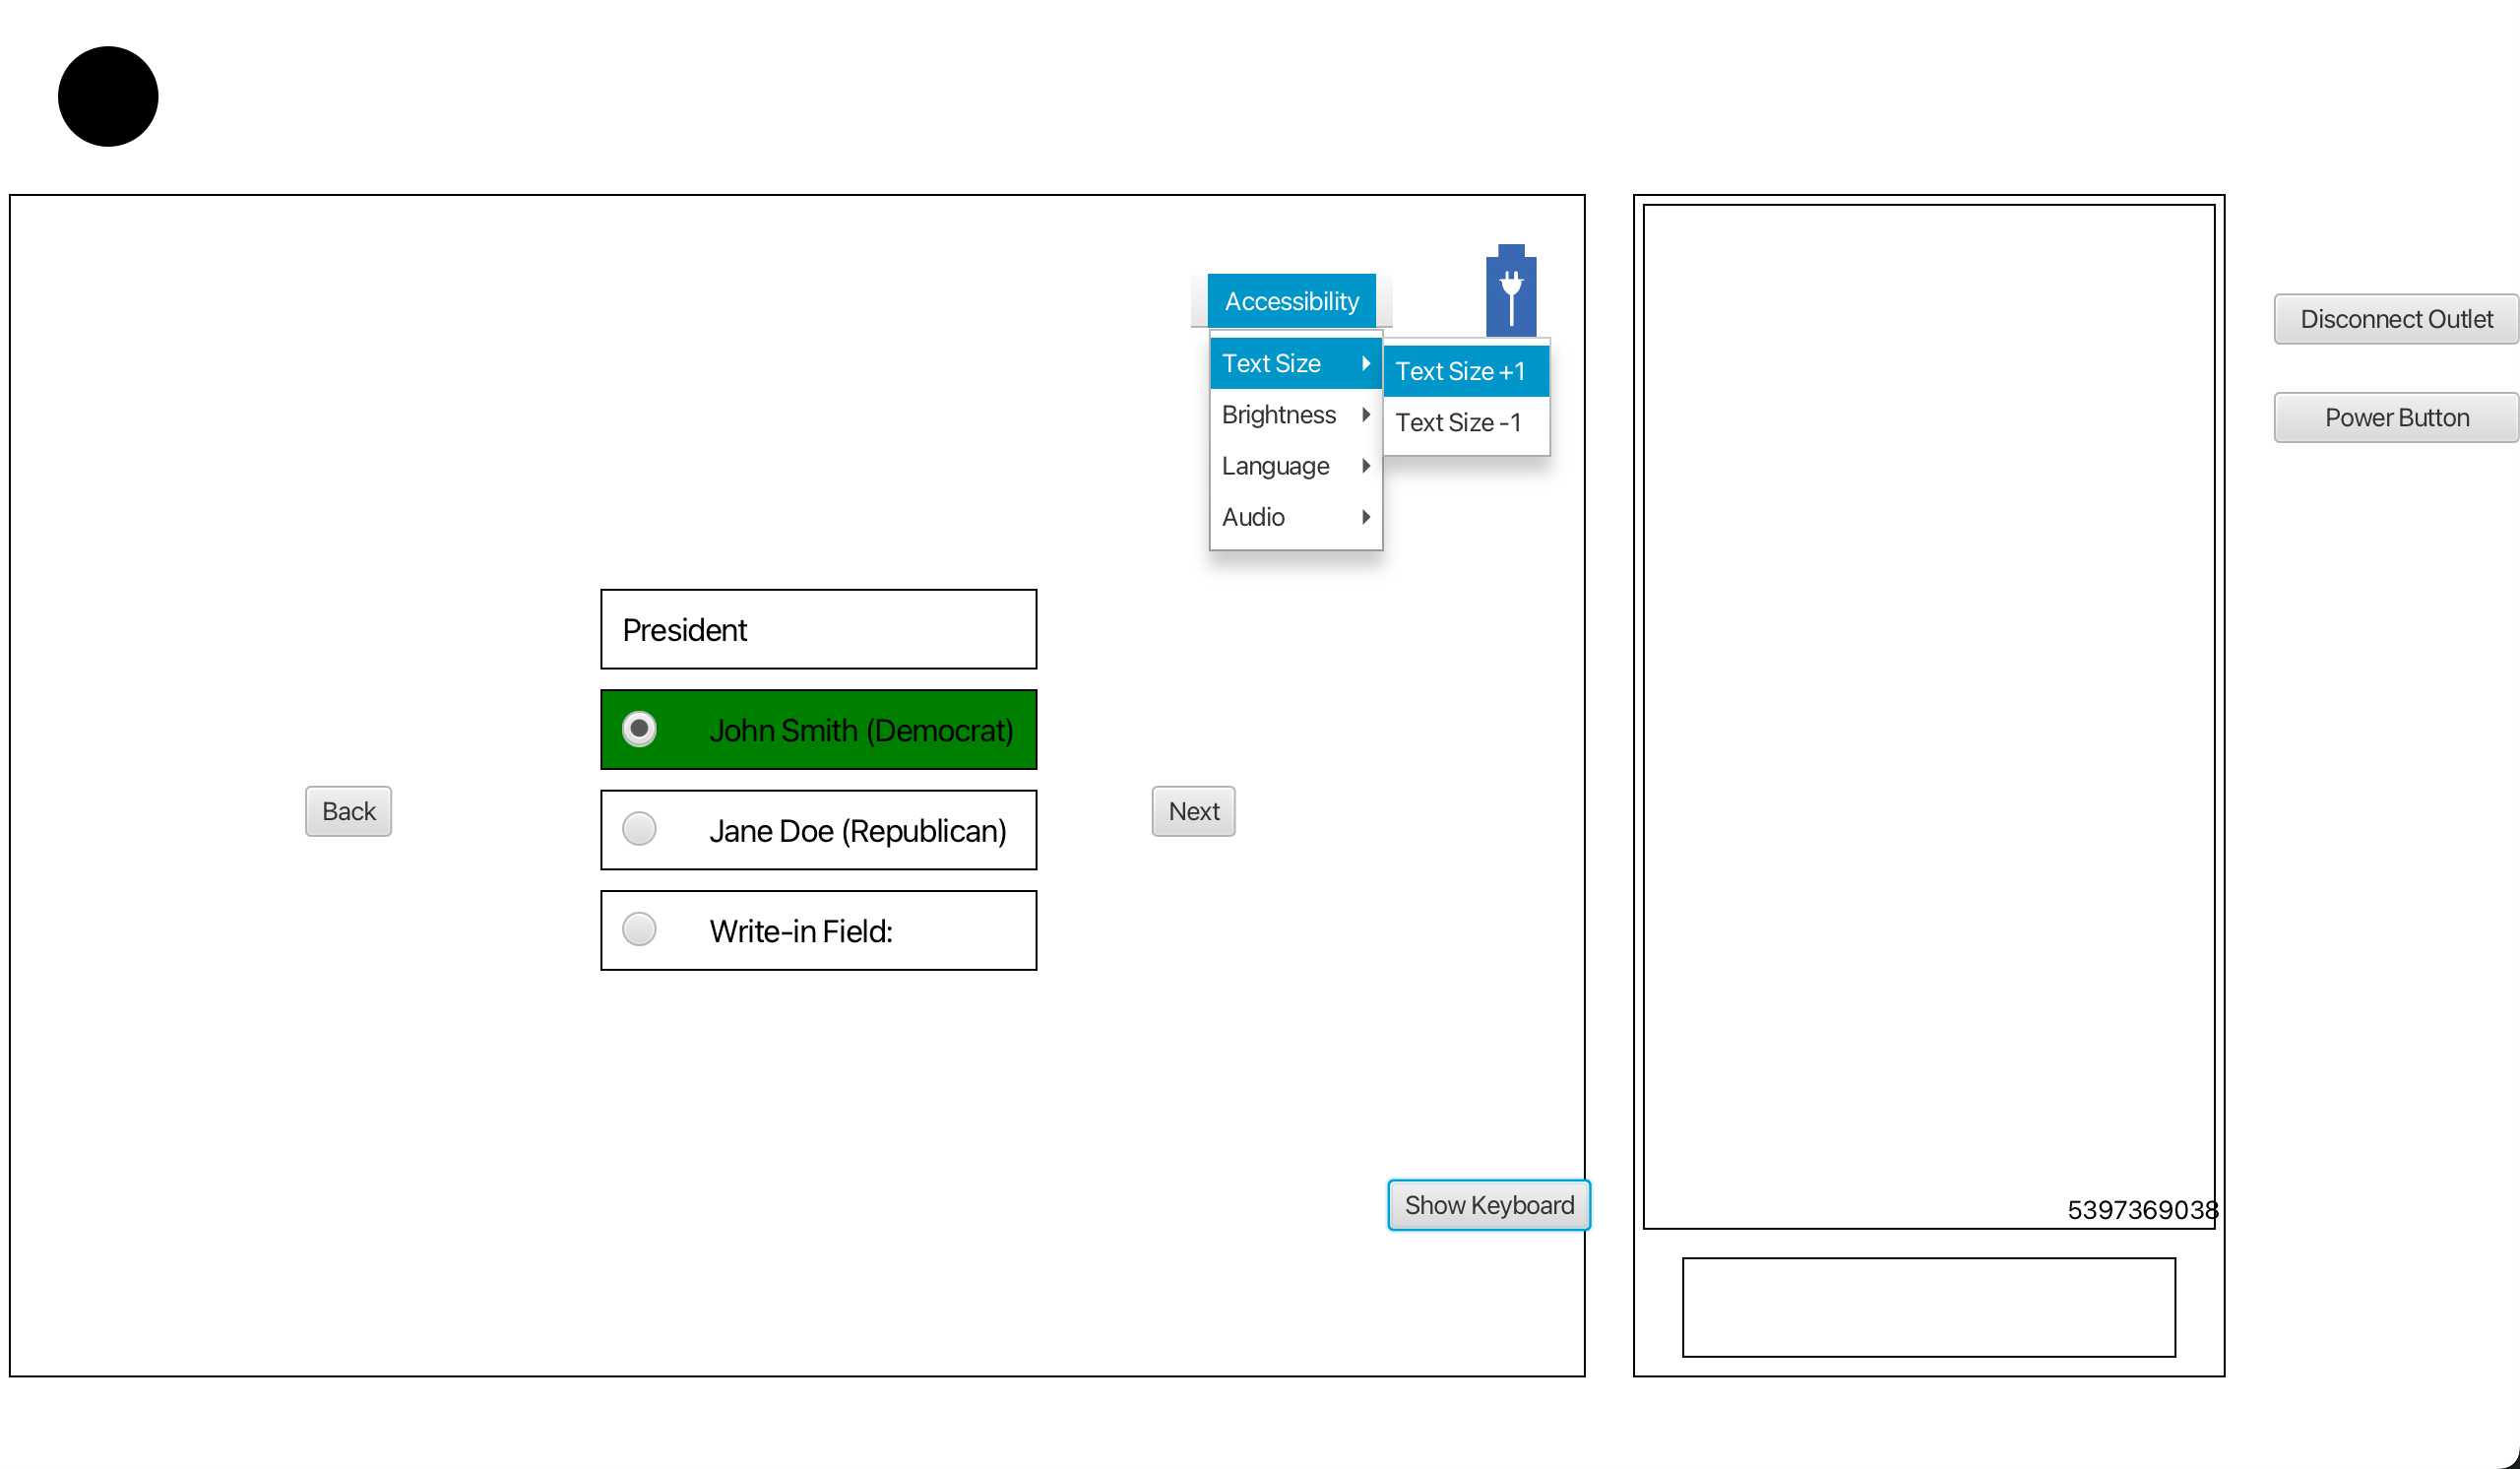 Accessibility
Text Size
Text Size +1
Brightness
Text Size -1
Language
Audio
Disconnect Outlet
Power Button
President
John Smith (Democrat)
Jane Doe (Republican)
Write-in Field:
Back
Next
Show Keyboard
5397369038